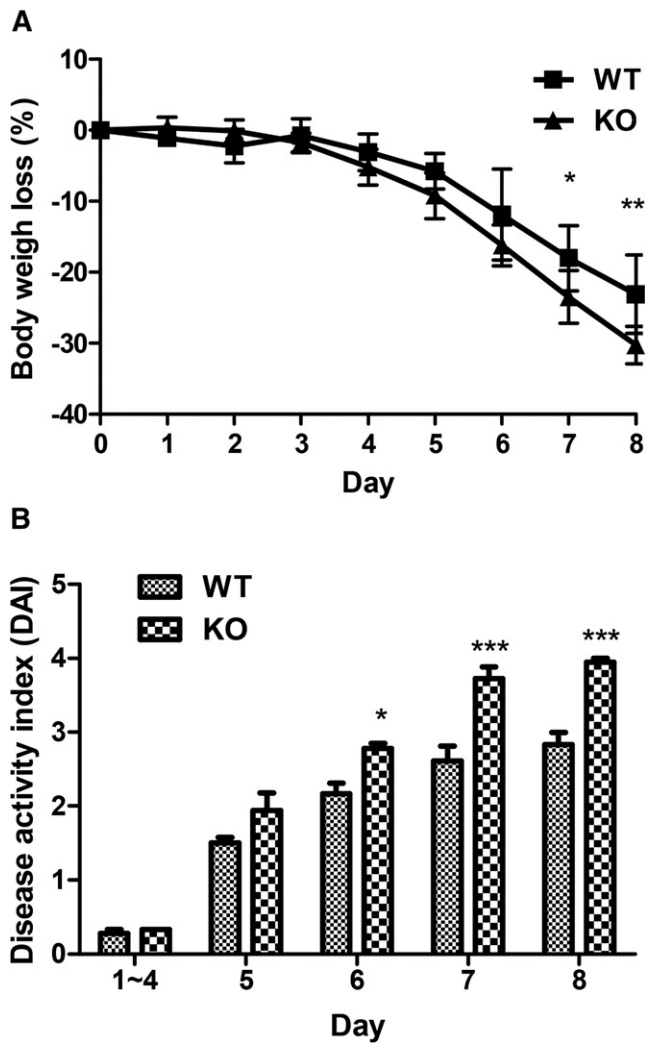 A
Body weigh loss (%)
10
0
-10
-20
-30
-40
WT
KO
*
**
0 1 2 3 4 5 6 7 8
Day
B
Disease activity index (DAI)
5
4
3
2
1
0
WT
KO
*
***
***
1~4 5 6 7 8
Day